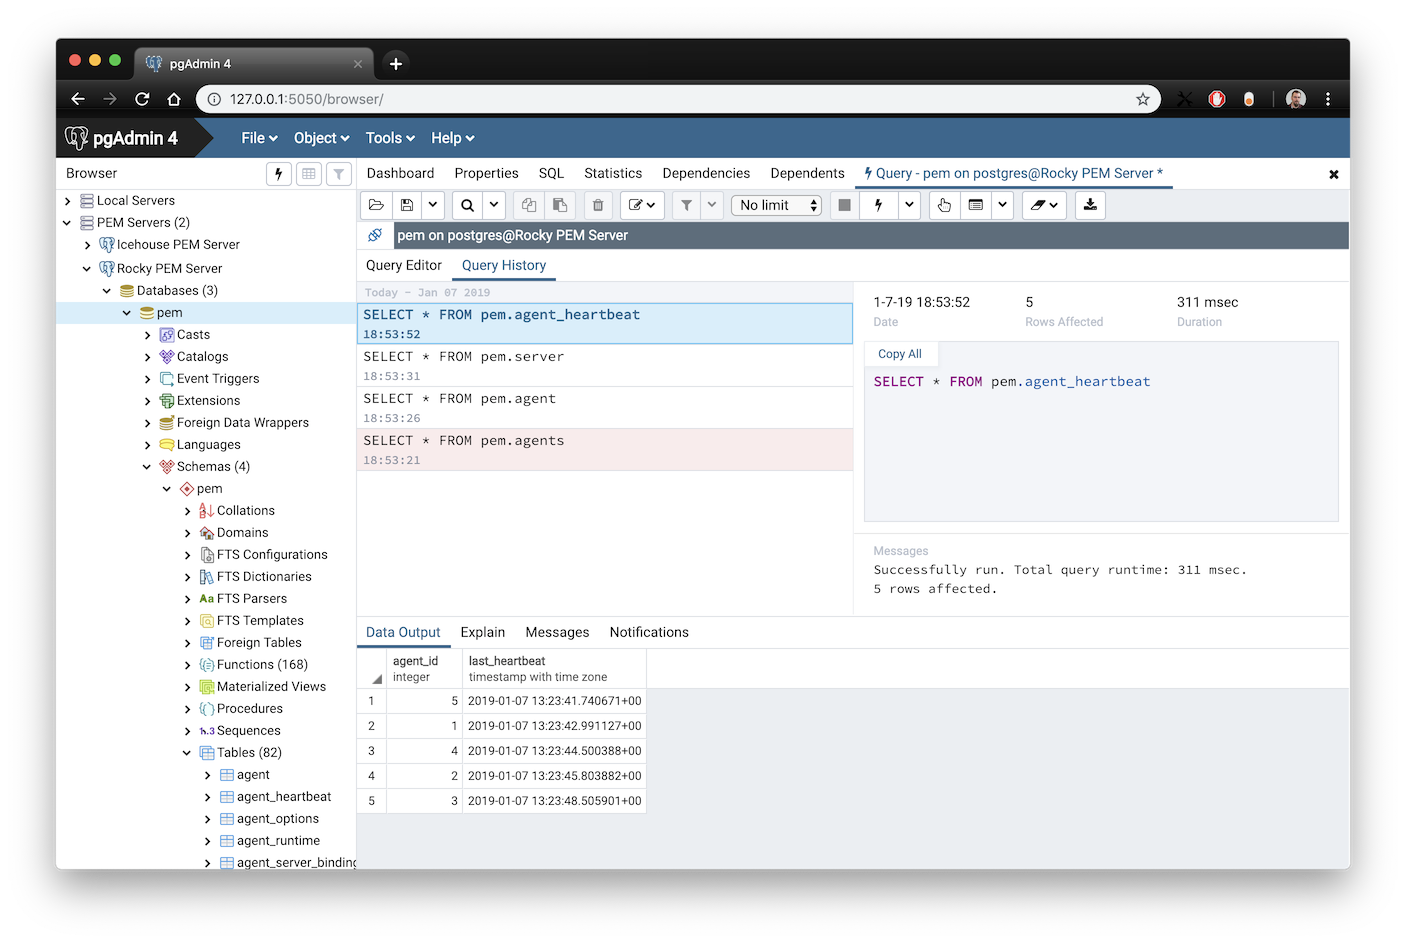 pgAdmin 4
127.0.0.1:5050/browser/
pgAdmin 4
File Object Tools Help
Browser
Dashboard Properties SQL Statistics Dependencies Dependents Query - pem on postgres@Rocky PEM Server *
No limit
pem on postgres@Rocky PEM Server
Local Servers
PEM Servers (2)
Icehouse PEM Server
Rocky PEM Server
Databases (3)
pem
Casts
Catalogs
Event Triggers
Extensions
Foreign Data Wrappers
Languages
Schemas (4)
pem
Collations
Domains
FTS Configurations
FTS Dictionaries
Aa FTS Parsers
FTS Templates
Foreign Tables
Functions (168)
Materialized Views
Procedures
1..3 Sequences
Tables (82)
agent
agent_heartbeat
agent_options
agent_runtime
agent_server_binding
Query Editor Query History
Today - Jan 07 2019
SELECT * FROM pem.agent_heartbeat
18:53:52
SELECT * FROM pem.server
18:53:31
SELECT * FROM pem.agent
18:53:26
SELECT * FROM pem.agents
18:53:21
1-7-19 18:53:52 5 311 msec
Date Rows Affected Duration
Copy All
SELECT * FROM pem.agent_heartbeat
Messages
Successfully run. Total query runtime: 311 msec.
5 rows affected.
Data Output Explain Messages Notifications
agent_id last_heartbeat
integer timestamp with time zone
1 5 2019-01-07 13:23:41.740671+00
2 1 2019-01-07 13:23:42.991127+00
3 4 2019-01-07 13:23:44.500388+00
4 2 2019-01-07 13:23:45.803882+00
5 3 2019-01-07 13:23:48.505901+00